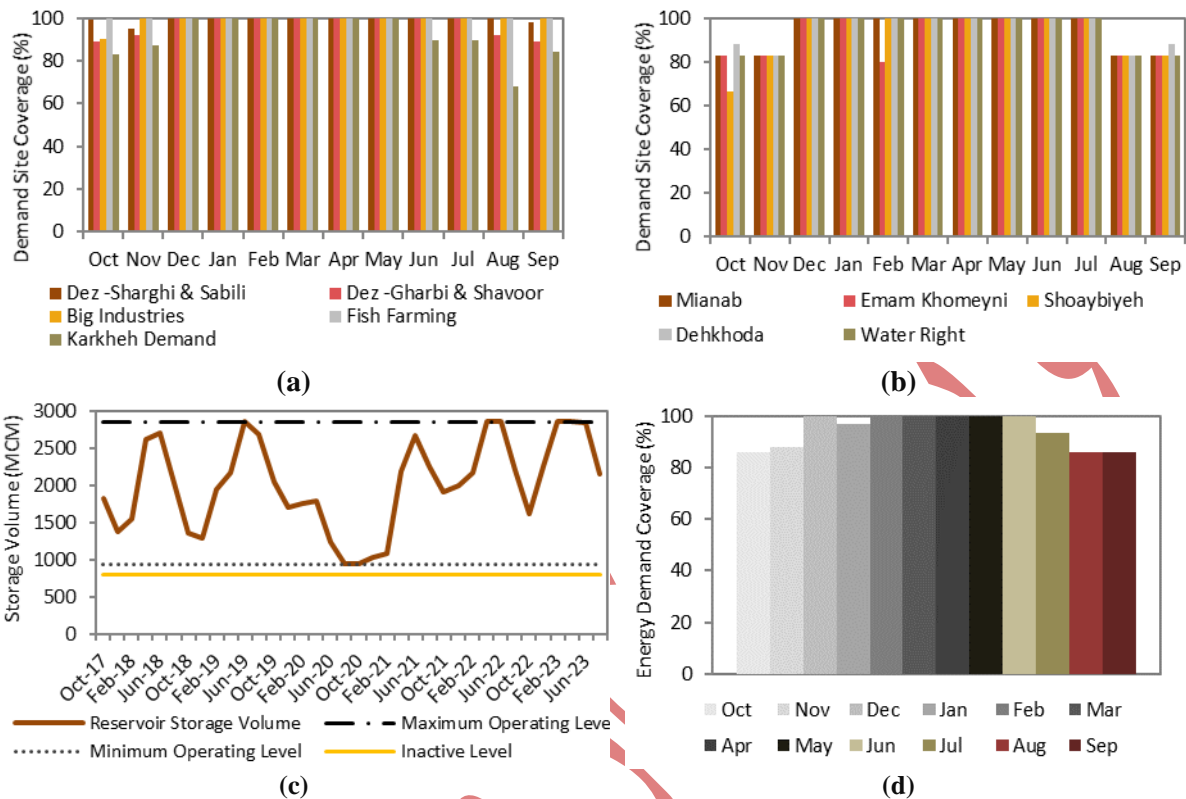 Demand Site Coverage (%)
100
80
60
40
20
0
Oct Nov Dec Jan Feb Mar Apr May Jun Jul Aug Sep
Dez -Sharghi & Sabili
Dez -Gharbi & Shavoor
Big Industries
Fish Farming
Karkheh Demand
(a)
Demand Site Coverage (%)
100
80
60
40
20
0
Oct Nov Dec Jan Feb Mar Apr May Jun Jul Aug Sep
Mianab
Emam Khomeyni
Shoaybiyeh
Dehkhoda
Water Right
(b)
Storage Volume (MCM)
3000
2500
2000
1500
1000
500
0
Oct-17 Feb-18 Jun-18 Oct-18 Feb-19 Jun-19 Oct-19 Feb-20 Jun-20 Oct-20 Feb-21 Jun-21 Oct-21 Feb-22 Jun-22 Oct-22 Feb-23 Jun-23
Reservoir Storage Volume
Maximum Operating Leve
Minimum Operating Level
Inactive Level
(c)
Energy Demand Coverage (%)
100
80
60
40
20
0
Oct Nov Dec Jan Feb Mar
Apr May Jun Jul Aug Sep
(d)